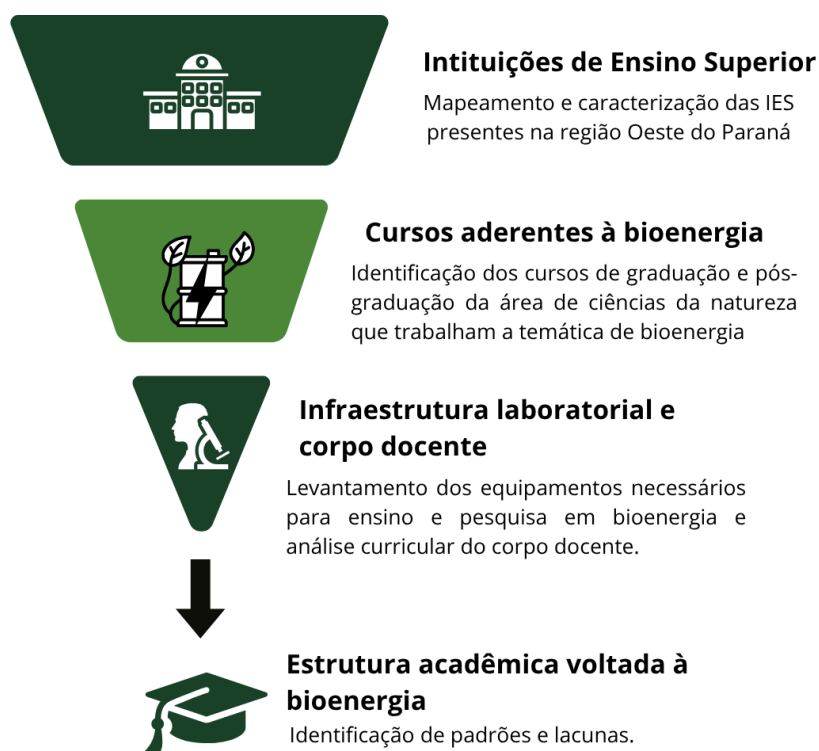 Intituições de Ensino Superior
Mapeamento e caracterização das IES
presentes na região Oeste do Paraná
Cursos aderentes à bioenergia
Identificação dos cursos de graduação e pós-
graduação da área de ciências da natureza
que trabalham a temática de bioenergia
Infraestrutura laboratorial e
corpo docente
Levantamento dos equipamentos necessários
para ensino e pesquisa em bioenergia e
análise curricular do corpo docente.
Estrutura acadêmica voltada à
bioenergia
Identificação de padrões e lacunas.